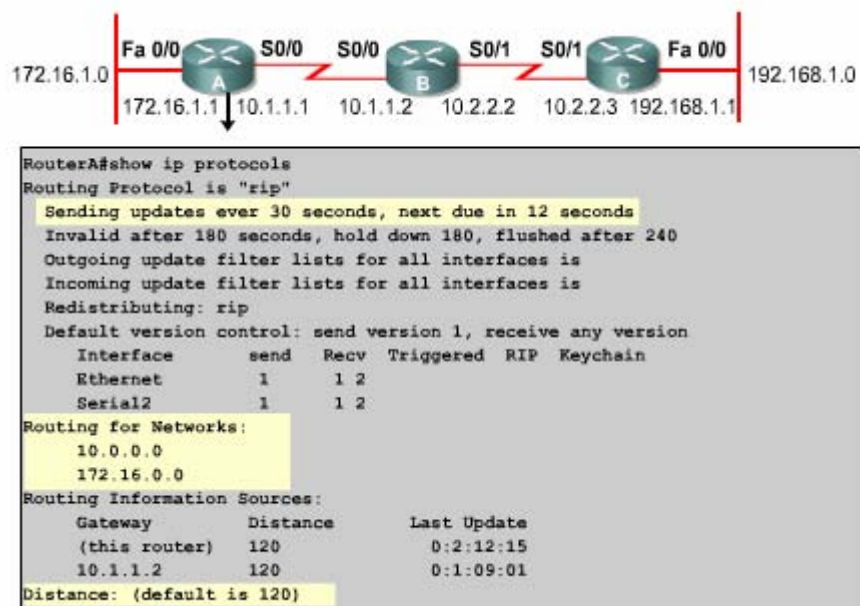 Fa 0/0 S0/0 S0/0 S0/1 S0/1 Fa 0/0
172.16.1.0 A B C 192.168.1.0
172.16.1.1 10.1.1.1 10.1.1.2 10.2.2.2 10.2.2.3 192.168.1.1
RouterA#show ip protocols
Routing Protocol is "rip"
Sending updates ever 30 seconds, next due in 12 seconds
Invalid after 180 seconds, hold down 180, flushed after 240
Outgoing update filter lists for all interfaces is
Incoming update filter lists for all interfaces is
Redistributing: rip
Default version control: send version 1, receive any version
Interface send Recv Triggered RIP Keychain
Ethernet 1 1 2
Serial2 1 1 2
Routing for Networks:
10.0.0.0
172.16.0.0
Routing Information Sources:
Gateway Distance Last Update
(this router) 120 0:2:12:15
10.1.1.2 120 0:1:09:01
Distance: (default is 120)